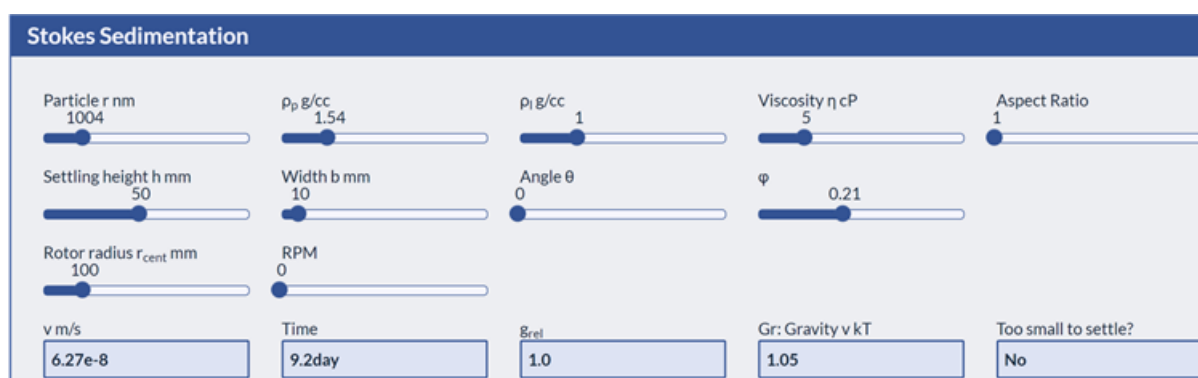 Stokes Sedimentation
Particle r nm ρp g/cc ρl g/cc Viscosity η cP Aspect Ratio
1004 1.54 1 5 1
Settling height h mm Width b mm Angle θ φ
50 10 0 0.21
Rotor radius rcent mm RPM
100 0
v m/s Time grel Gr: Gravity v kT Too small to settle?
6.27e-8 9.2day 1.0 1.05 No